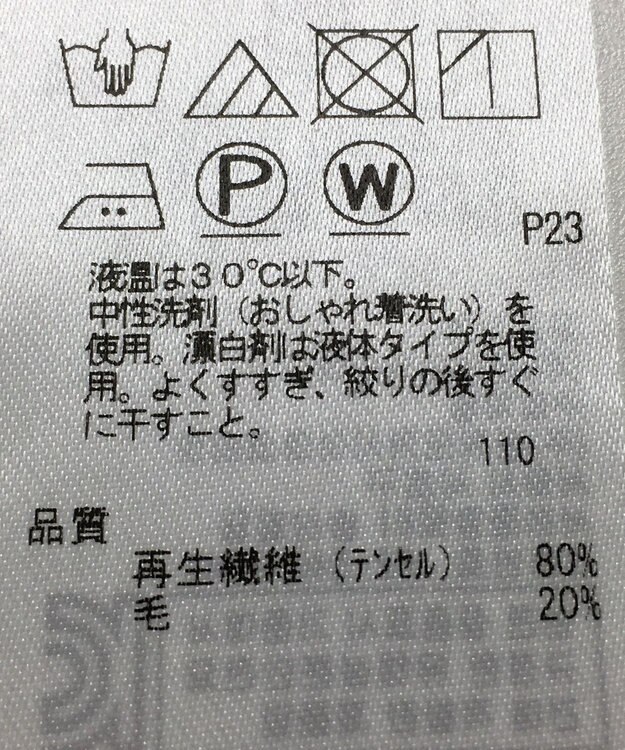 P W
P23
液温は30℃以下。
中性洗剤（おしゃれ着洗い）を
使用。漂白剤は液体タイプを使
用。よくすすぎ、絞りの後すぐ
に干すこと。
110
品質
再生繊維（テンセル） 80%
毛 20%